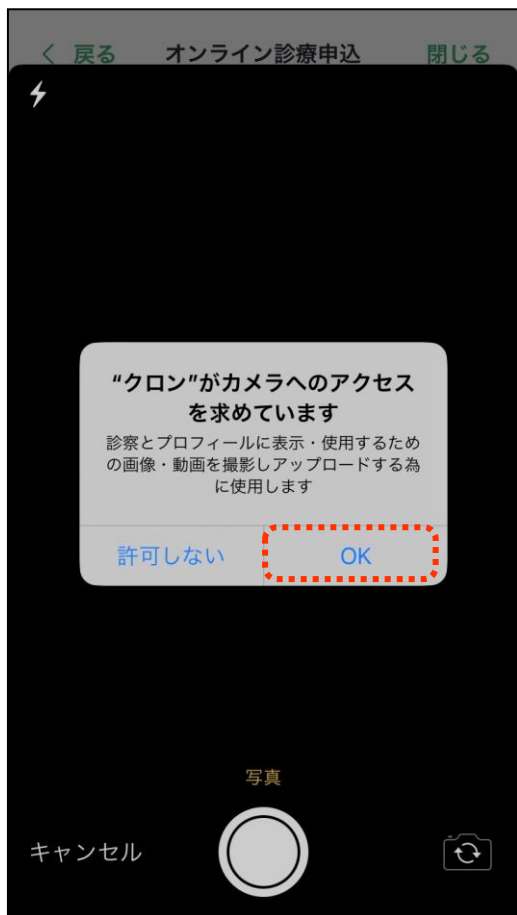 戻る オンライン診療申込 閉じる
“クロン”がカメラへのアクセス
を求めています
診察とプロフィールに表示・使用するため
の画像・動画を撮影しアップロードする為
に使用します
許可しない OK
写真
キャンセル